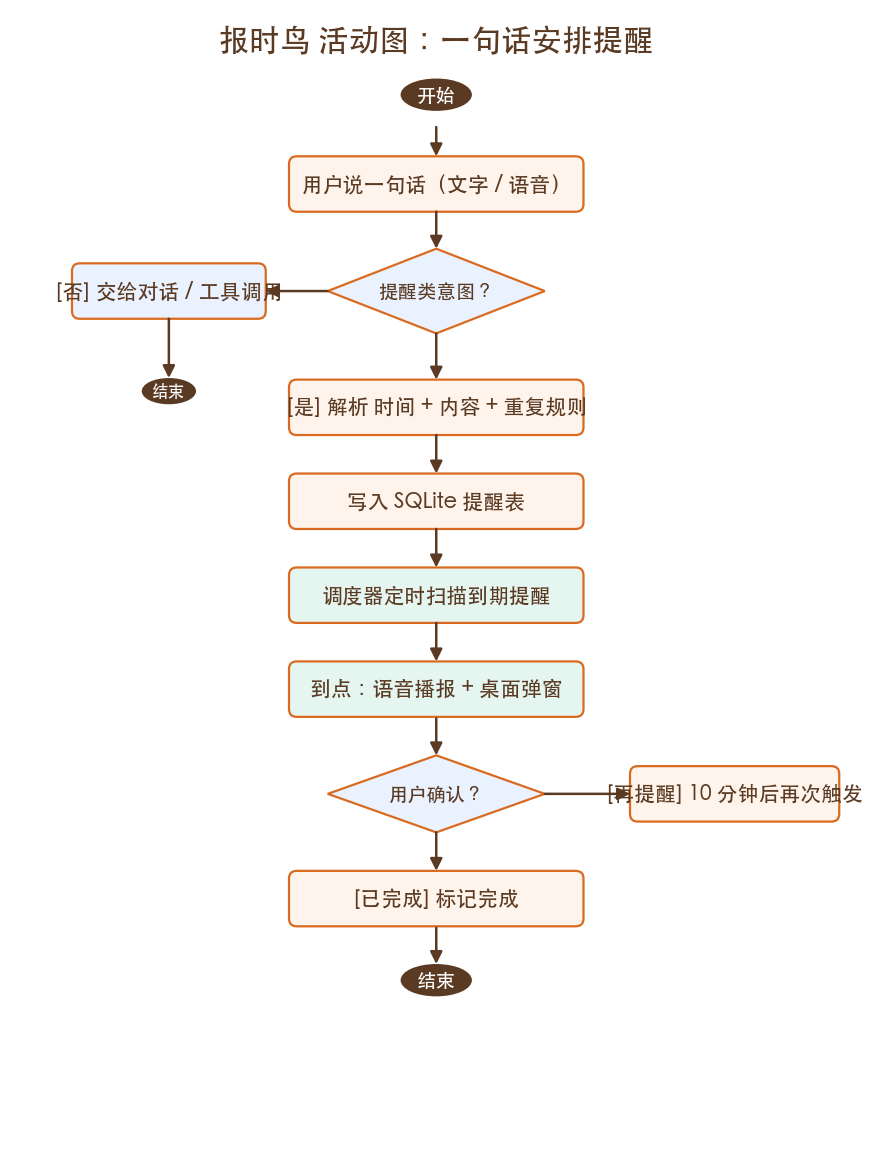 报时鸟 活动图：一句话安排提醒
开始
用户说一句话（文字 / 语音）
提醒类意图？
[否] 交给对话 / 工具调用
结束
[是] 解析 时间 + 内容 + 重复规则
写入 SQLite 提醒表
调度器定时扫描到期提醒
到点：语音播报 + 桌面弹窗
用户确认？
[再提醒] 10 分钟后再次触发
[已完成] 标记完成
结束